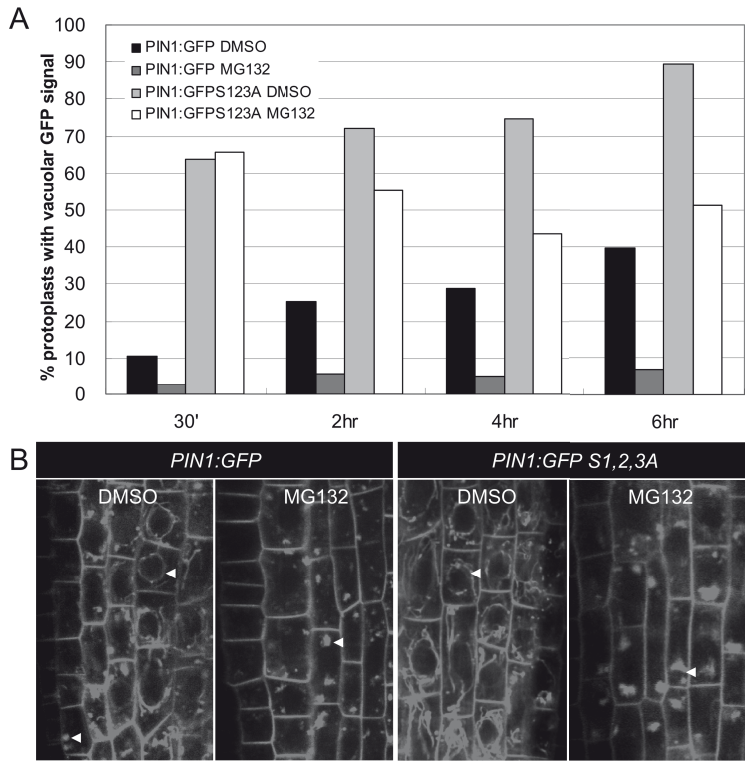 A
% protoplasts with vacuolar GFP signal
100
90
80
70
60
50
40
30
20
10
0
PIN1:GFP DMSO
PIN1:GFP MG132
PIN1:GFPS123A DMSO
PIN1:GFPS123A MG132
30' 2hr 4hr 6hr
B
PIN1:GFP PIN1:GFP S1,2,3A
DMSO MG132 DMSO MG132